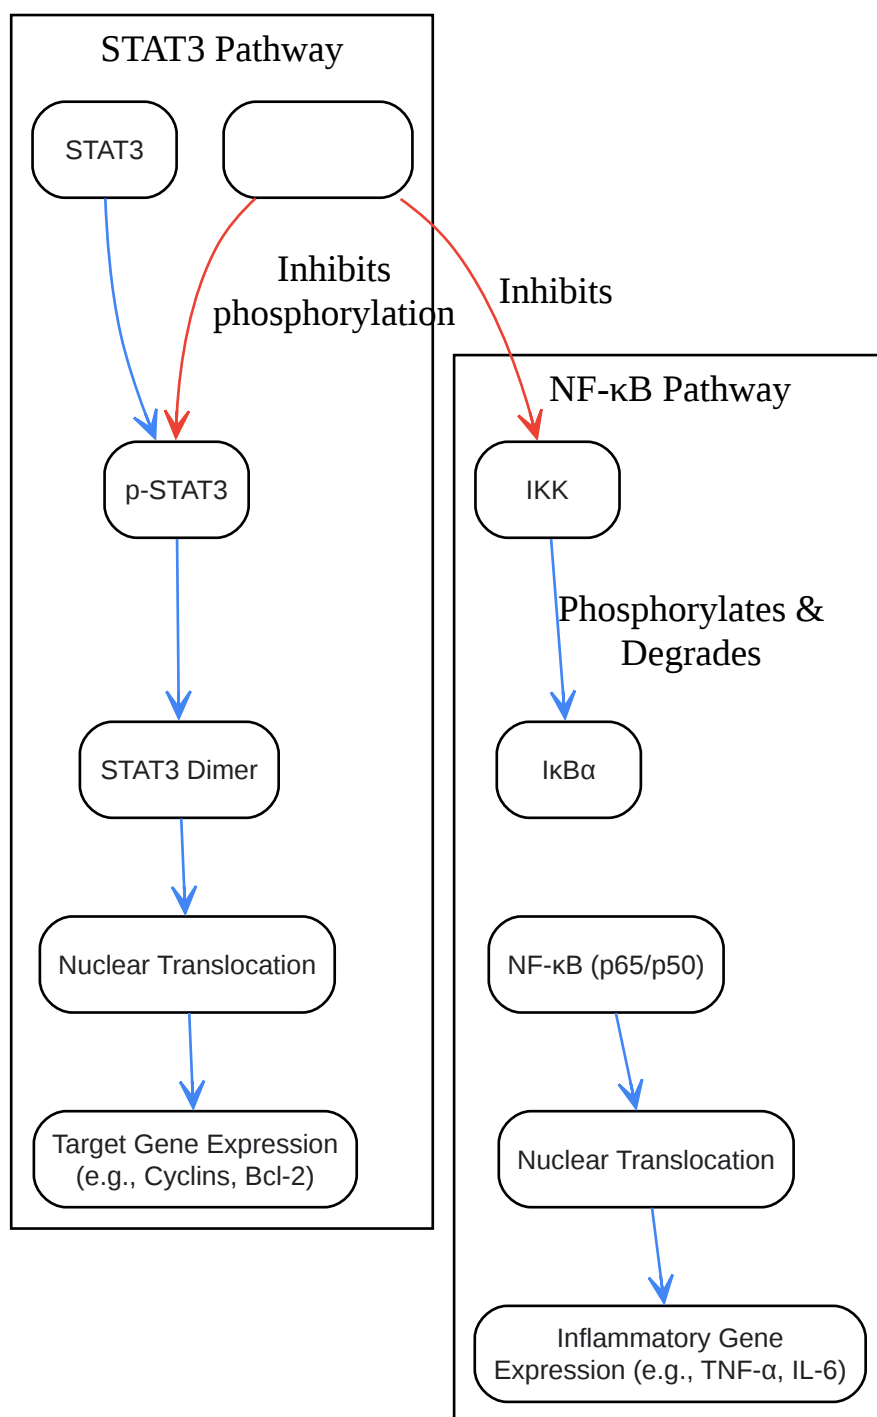 STAT3 Pathway
STAT3
Inhibits
phosphorylation
Inhibits
NF-κB Pathway
p-STAT3
IKK
Phosphorylates &
Degrades
STAT3 Dimer
IκBα
Nuclear Translocation
NF-κB (p65/p50)
Target Gene Expression
(e.g., Cyclins, Bcl-2)
Nuclear Translocation
Inflammatory Gene
Expression (e.g., TNF-α, IL-6)